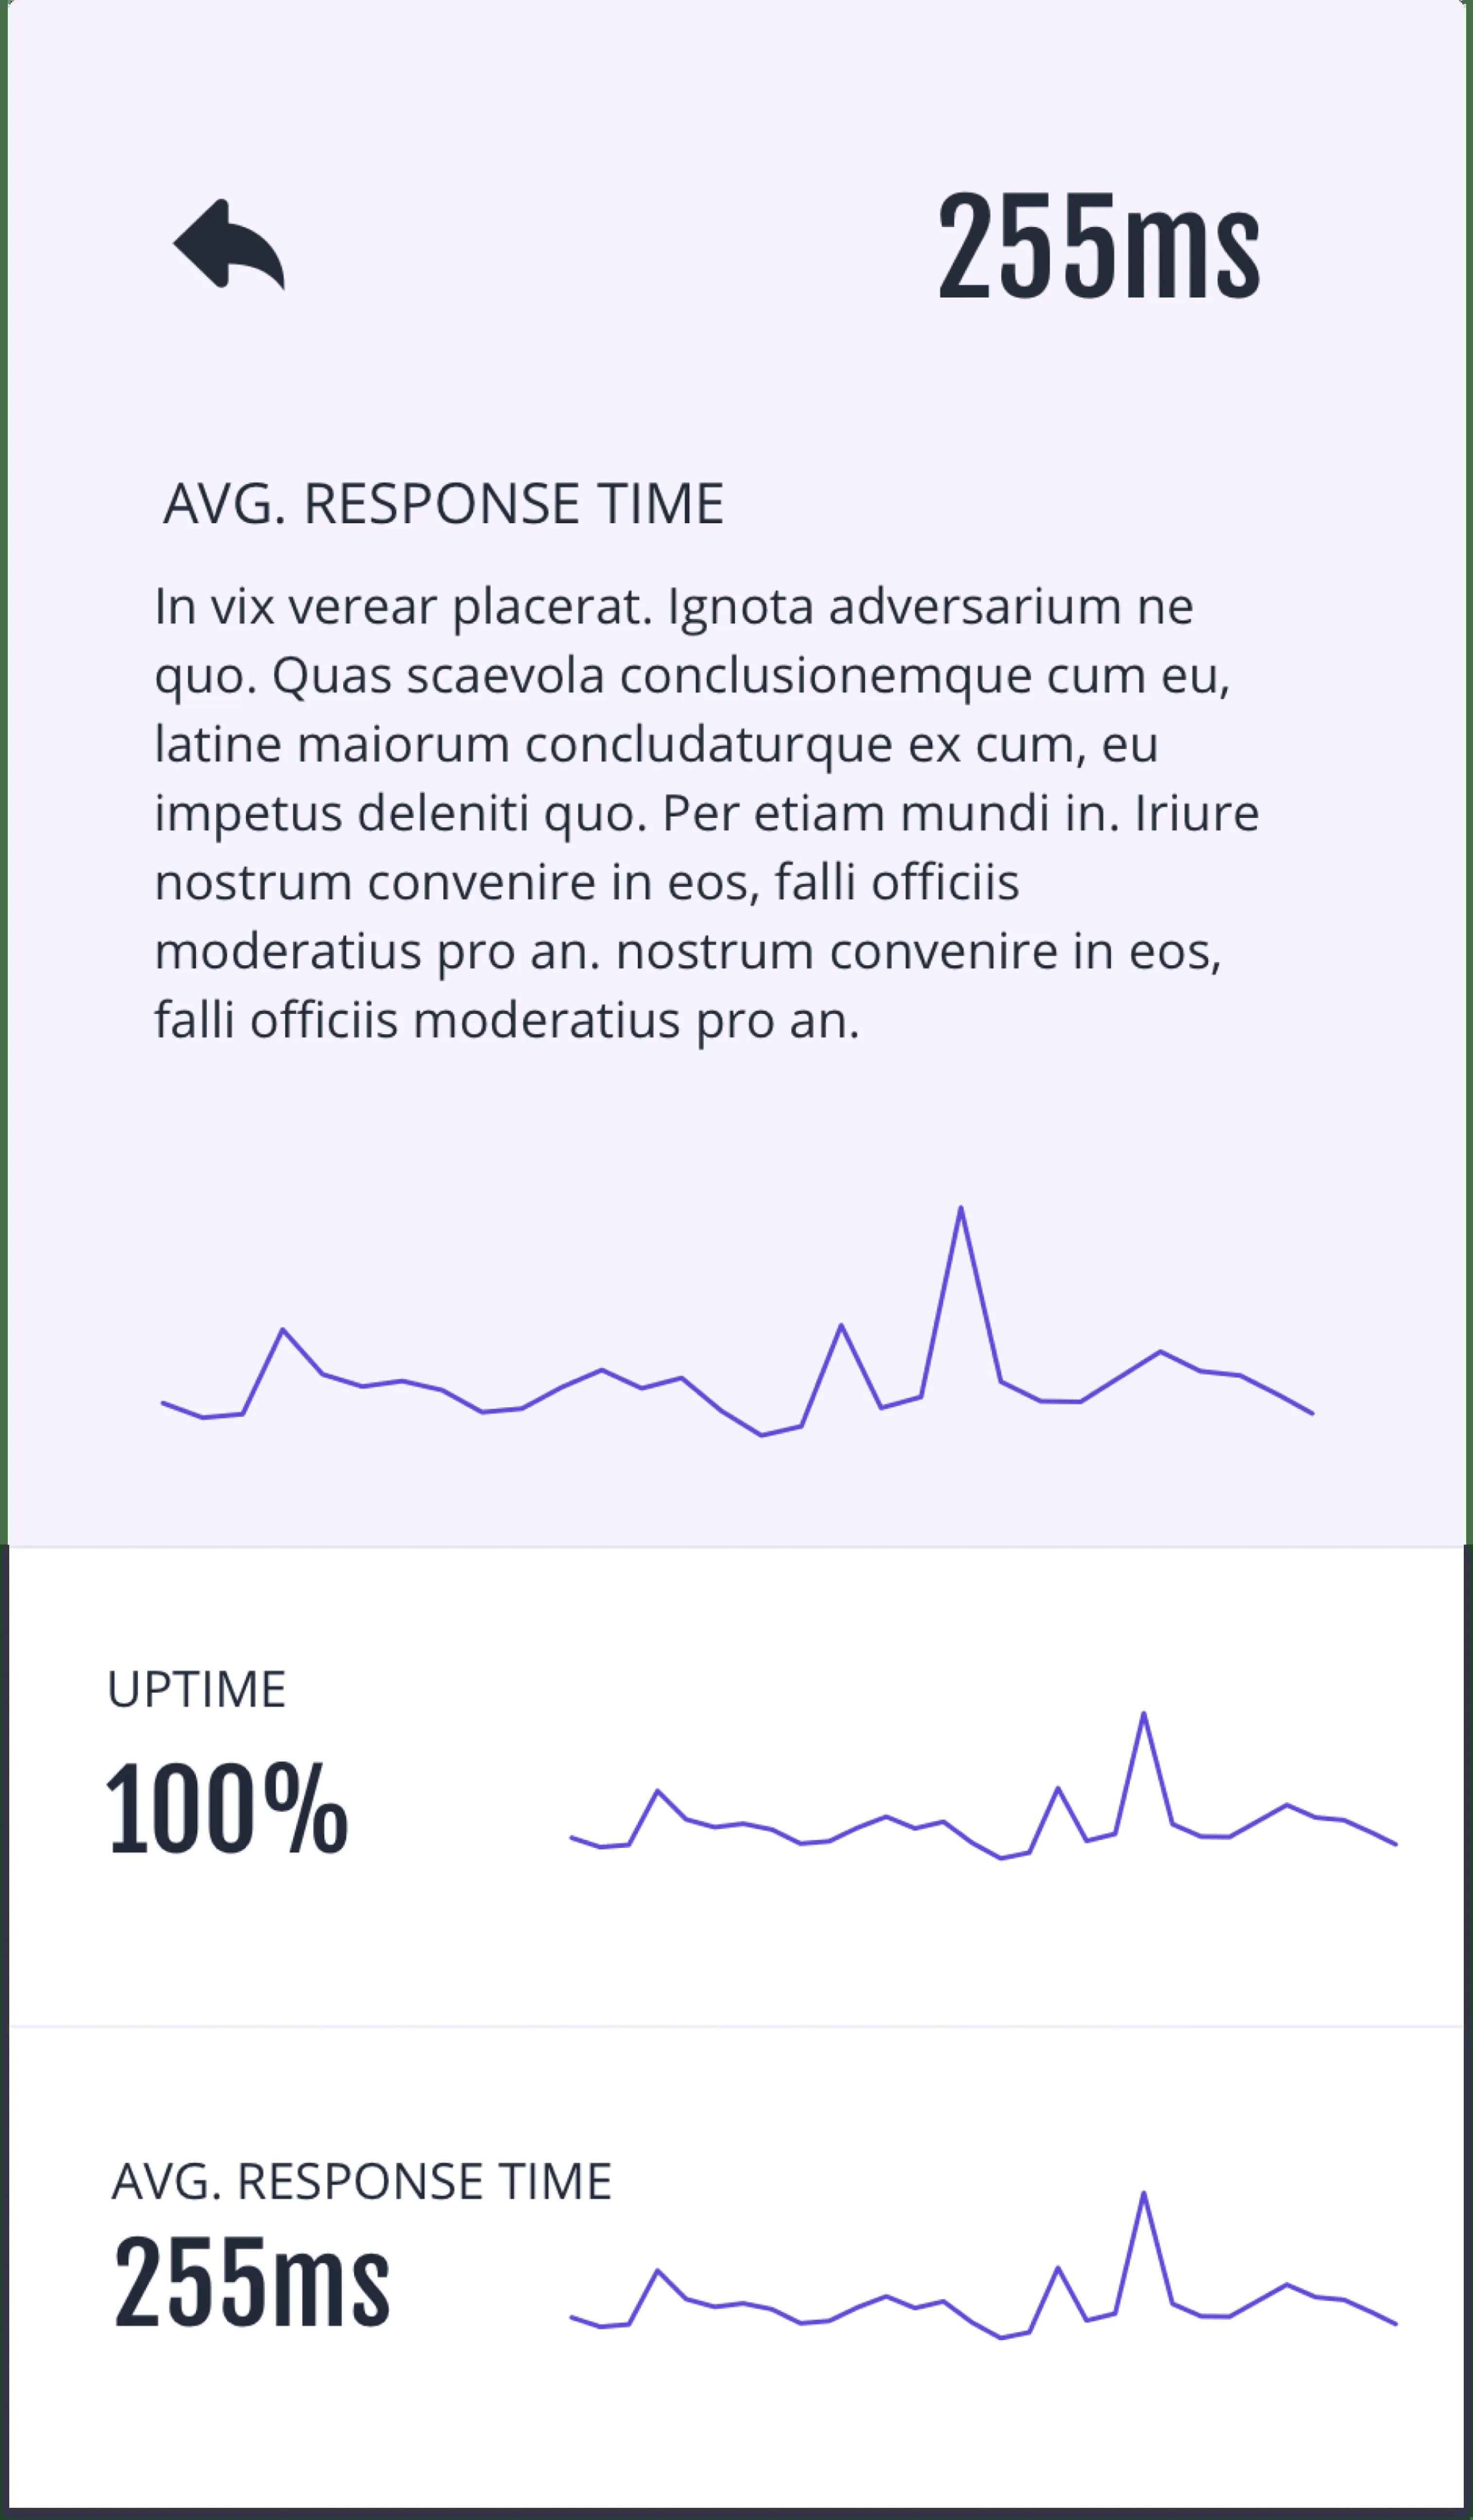 255ms
AVG. RESPONSE TIME
In vix verear placerat. Ignota adversarium ne
quo. Quas scaevola conclusionemque cum eu,
latine maiorum concludaturque ex cum, eu
impetus deleniti quo. Per etiam mundi in. Iriure
nostrum convenire in eos, falli officiis
moderatius pro an. nostrum convenire in eos,
falli officiis moderatius pro an.
UPTIME
100%
AVG. RESPONSE TIME
255ms